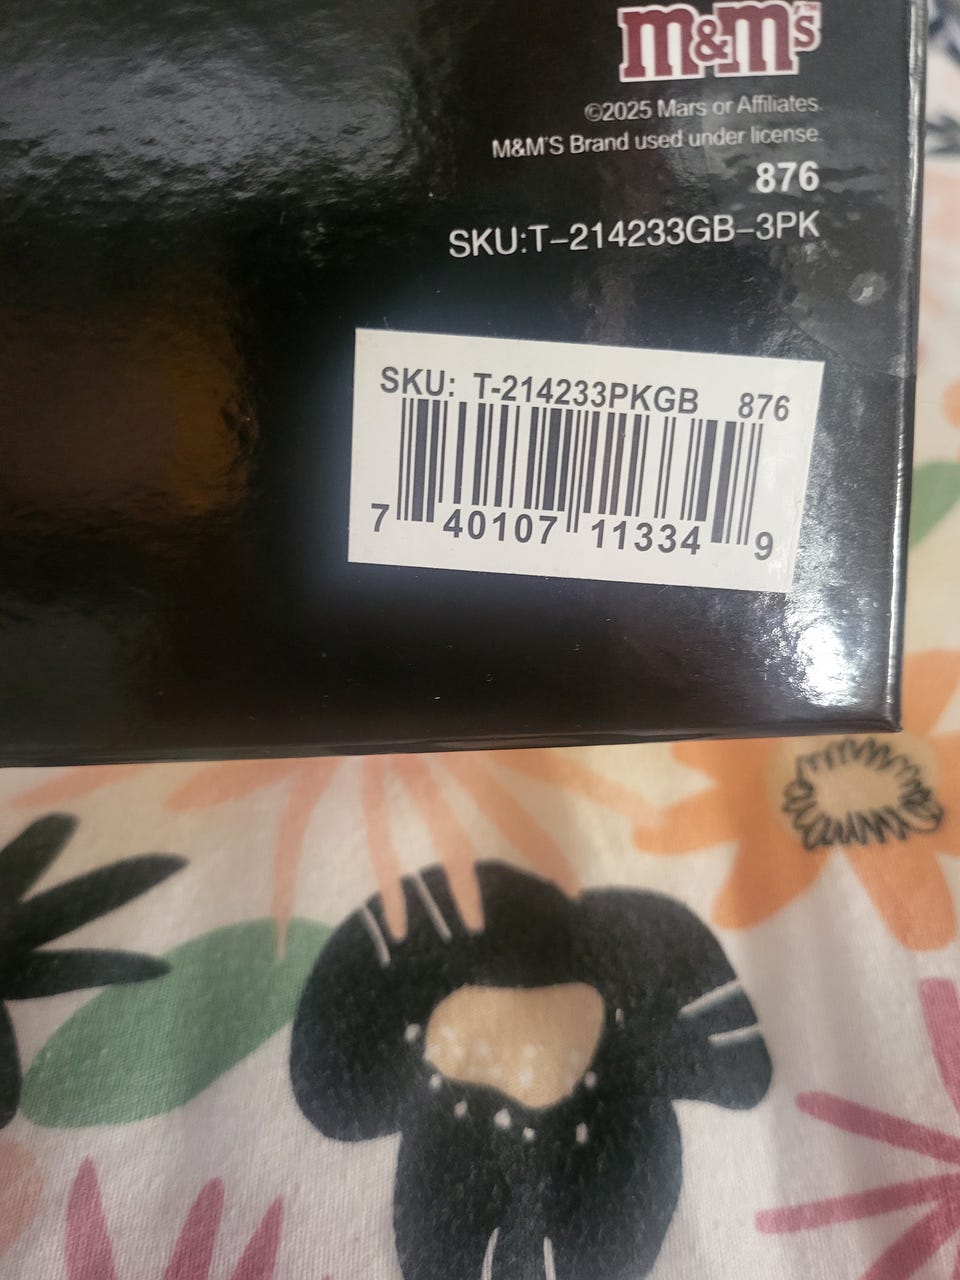 m&m's™
©2025 Mars or Affiliates.
M&M'S Brand used under license.
876
SKU:T-214233GB-3PK
SKU: T-214233PKGB 876
7 40107 11334 9